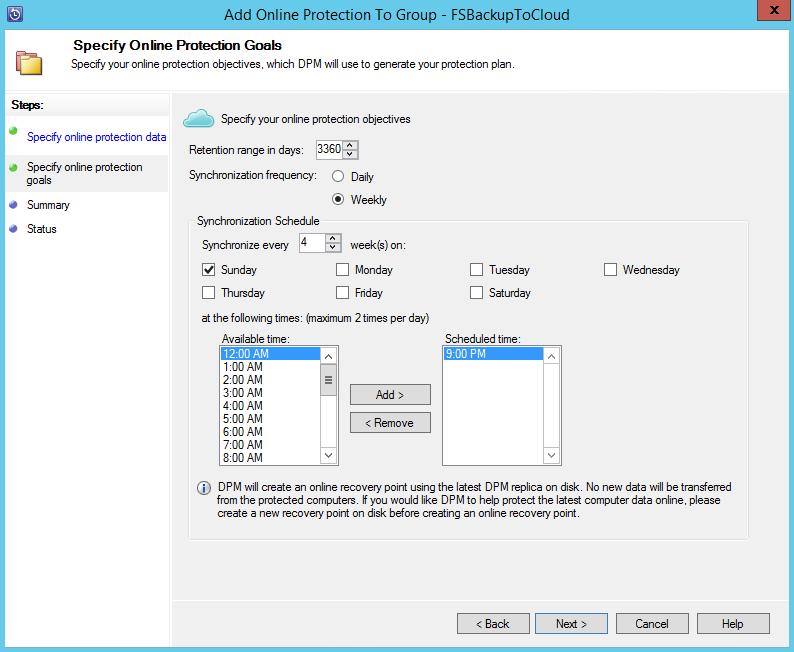 Add Online Protection To Group - FSBackupToCloud
x
Specify Online Protection Goals
Specify your online protection objectives, which DPM will use to generate your protection plan.
Steps:
Specify online protection data
Specify online protection
goals
Summary
Status
Specify your online protection objectives
Retention range in days: 3360
Synchronization frequency: Daily
Weekly
Synchronization Schedule
Synchronize every 4 week(s) on:
Sunday Monday Tuesday Wednesday
Thursday Friday Saturday
at the following times: (maximum 2 times per day)
Available time: Scheduled time:
12:00 AM 9:00 PM
1:00 AM
2:00 AM
3:00 AM
4:00 AM Add >
5:00 AM
6:00 AM < Remove
7:00 AM
8:00 AM
DPM will create an online recovery point using the latest DPM replica on disk. No new data will be transferred
from the protected computers. If you would like DPM to help protect the latest computer data online, please
create a new recovery point on disk before creating an online recovery point.
< Back Next > Cancel Help